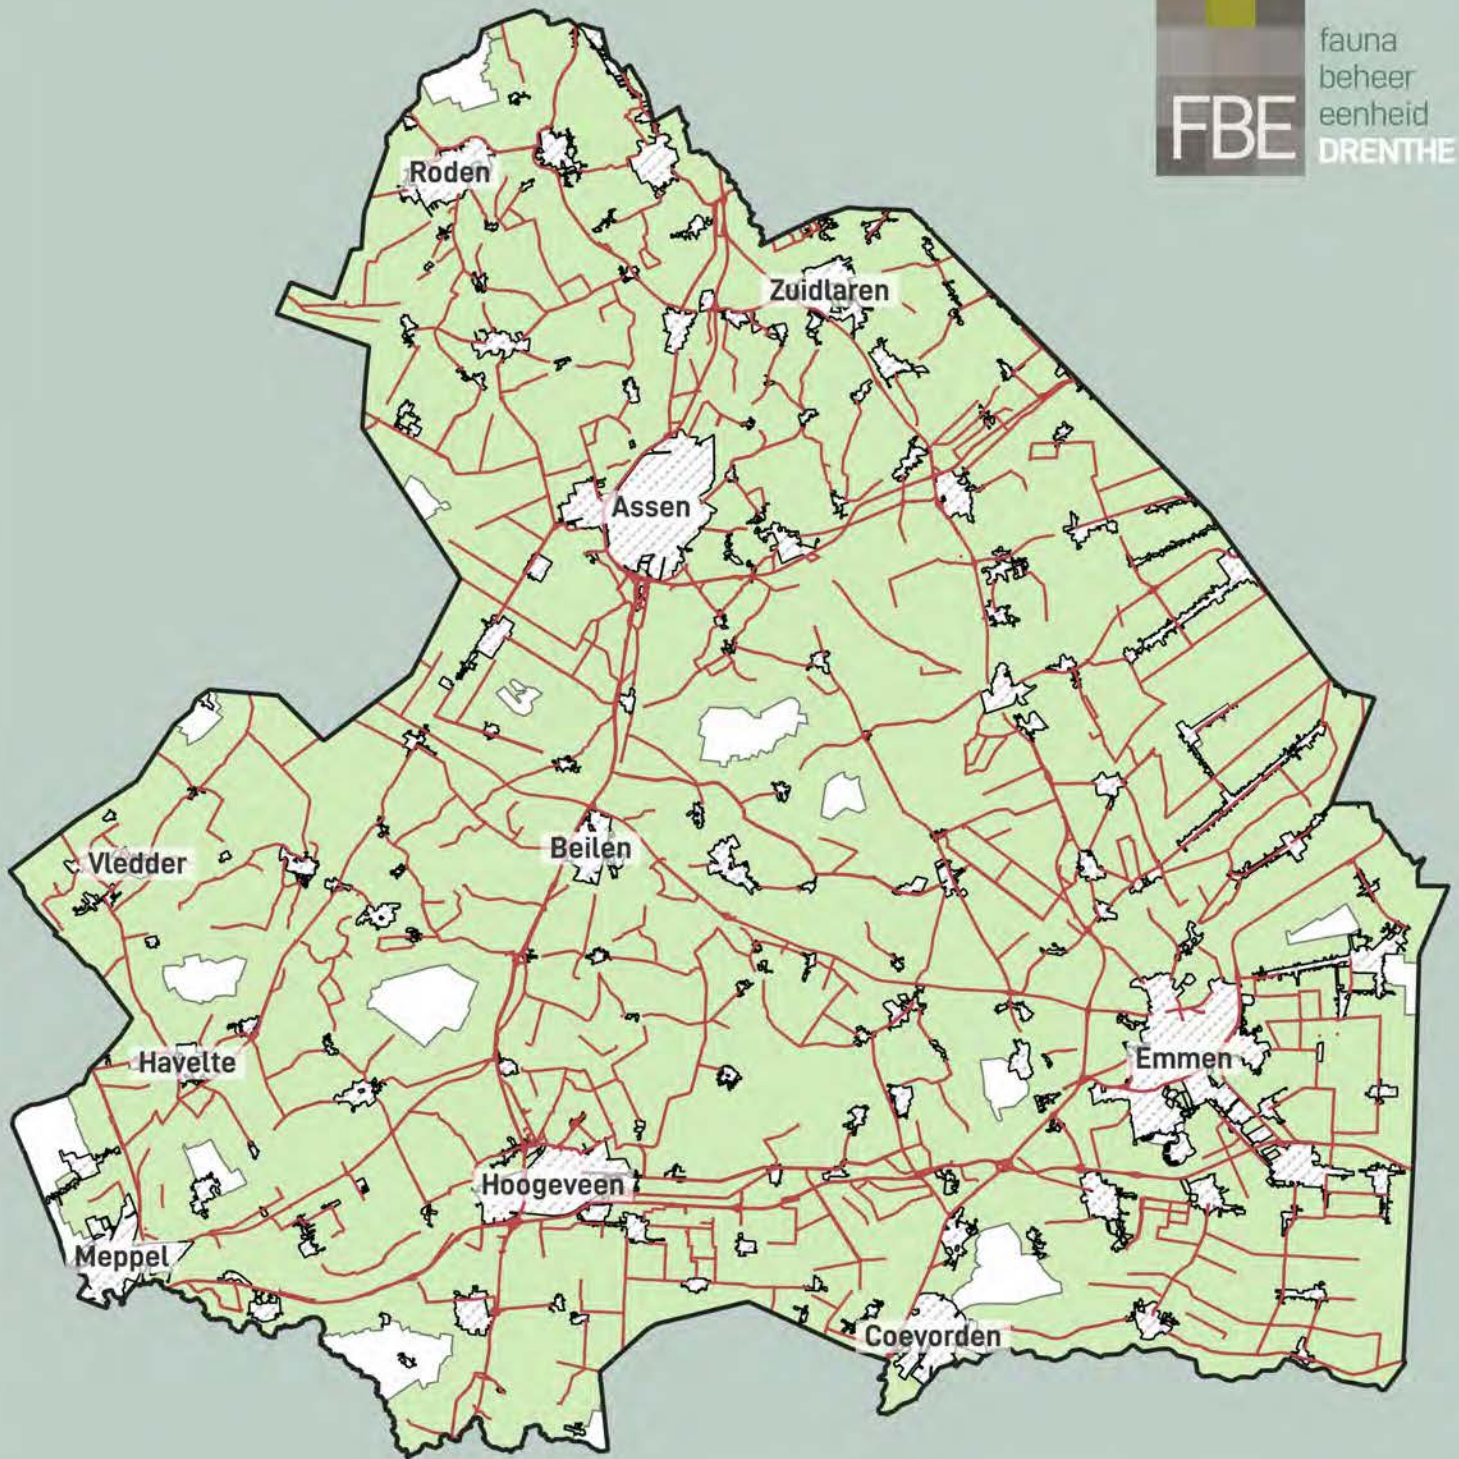 fauna
beheer
eenheid
FBE DRENTHE
Roden
Zuidlaren
Assen
Beilen
Vledder
Havelte
Emmen
Hoogeveen
Meppel
Coevorden